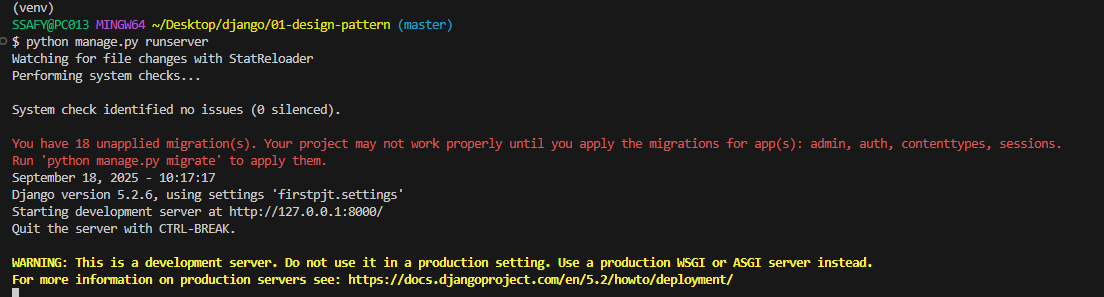 (venv)
SSAFY@PC013 MINGW64 ~/Desktop/django/01-design-pattern (master)
$ python manage.py runserver
Watching for file changes with StatReloader
Performing system checks...
System check identified no issues (0 silenced).
You have 18 unapplied migration(s). Your project may not work properly until you apply the migrations for app(s): admin, auth, contenttypes, sessions.
Run 'python manage.py migrate' to apply them.
September 18, 2025 - 10:17:17
Django version 5.2.6, using settings 'firstpjt.settings'
Starting development server at http://127.0.0.1:8000/
Quit the server with CTRL-BREAK.
WARNING: This is a development server. Do not use it in a production setting. Use a production WSGI or ASGI server instead.
For more information on production servers see: https://docs.djangoproject.com/en/5.2/howto/deployment/